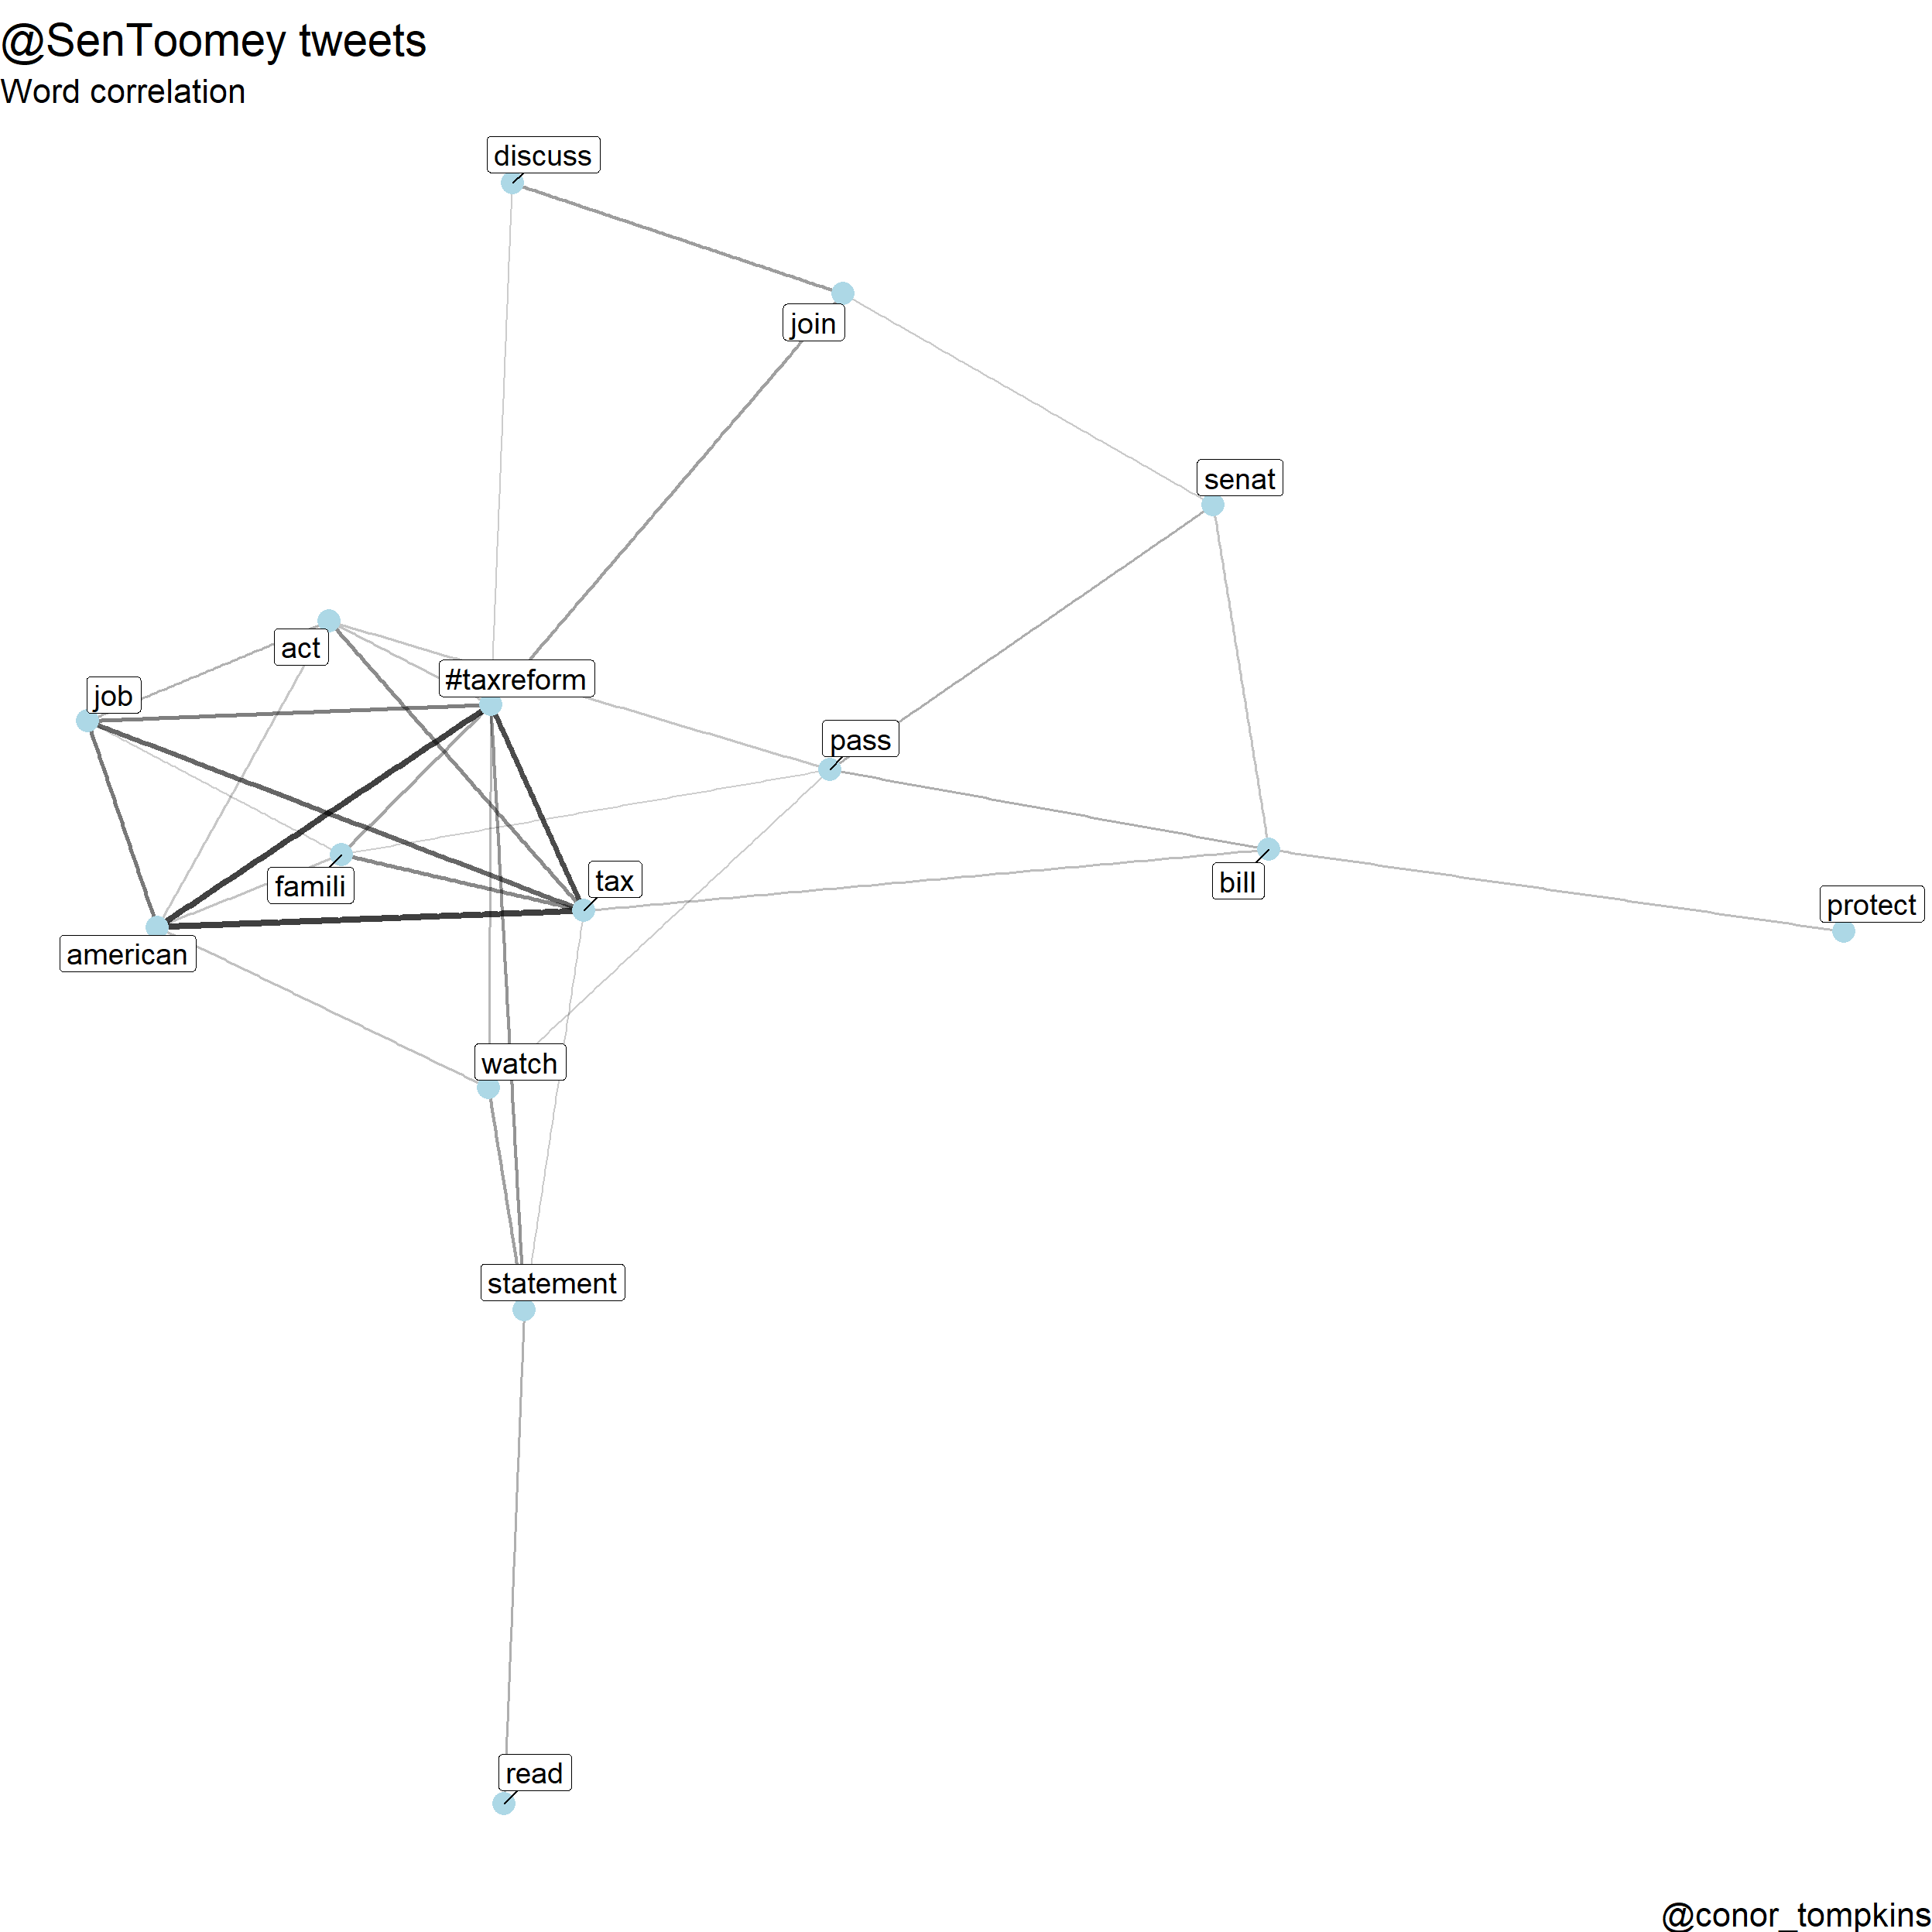 @SenToomey tweets
Word correlation
discuss
join
senat
act
#taxreform
job
pass
famili
tax
bill
protect
american
watch
statement
read
@conor_tompkins